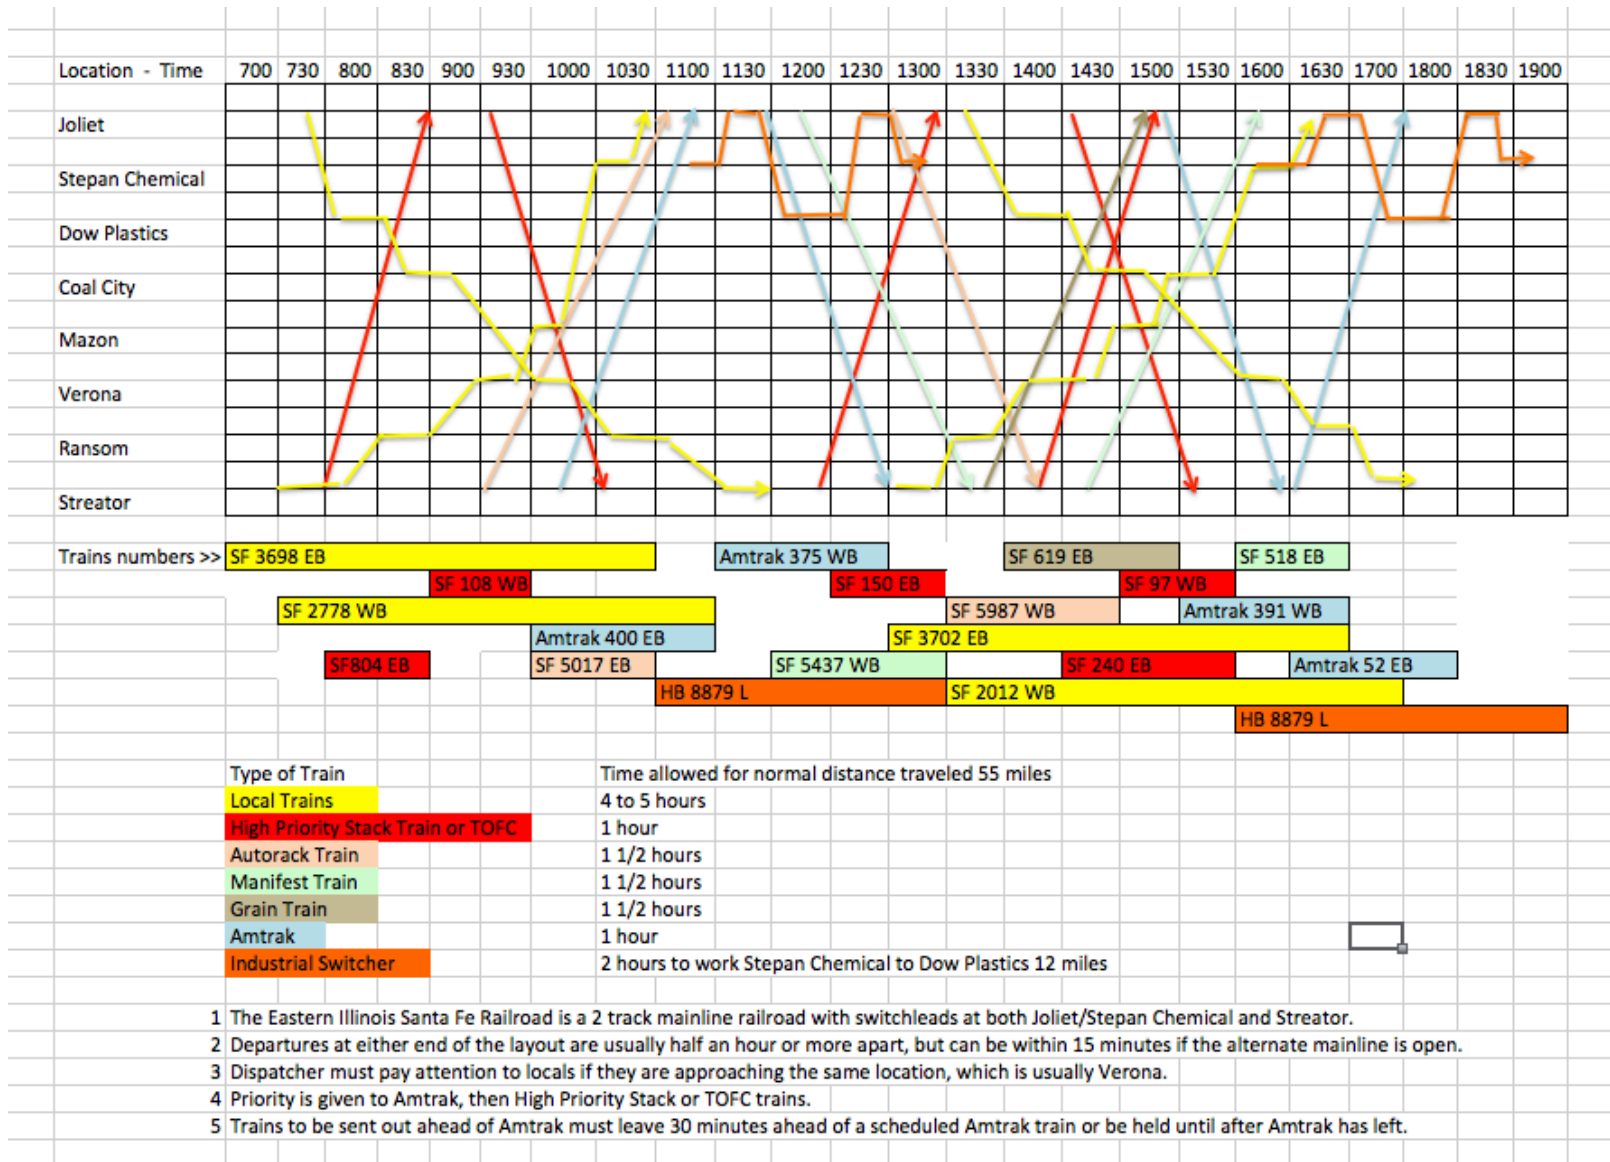 Location - Time 700 730 800 830 900 930 1000 1030 1100 1130 1200 1230 1300 1330 1400 1430 1500 1530 1600 1630 1700 1800 1830 1900
Joliet
Stepan Chemical
Dow Plastics
Coal City
Mazon
Verona
Ransom
Streator
Trains numbers >> SF 3698 EB Amtrak 375 WB SF 619 EB SF 518 EB
SF 108 WB SF 150 EB SF 97 WB
SF 2778 WB SF 5987 WB Amtrak 391 WB
Amtrak 400 EB SF 3702 EB
SF804 EB SF 5017 EB SF 5437 WB SF 240 EB Amtrak 52 EB
HB 8879 L SF 2012 WB
HB 8879 L
Type of Train Time allowed for normal distance traveled 55 miles
Local Trains 4 to 5 hours
High Priority Stack Train or TOFC 1 hour
Autorack Train 1 1/2 hours
Manifest Train 1 1/2 hours
Grain Train 1 1/2 hours
Amtrak 1 hour
Industrial Switcher 2 hours to work Stepan Chemical to Dow Plastics 12 miles
1 The Eastern Illinois Santa Fe Railroad is a 2 track mainline railroad with switchleads at both Joliet/Stepan Chemical and Streator.
2 Departures at either end of the layout are usually half an hour or more apart, but can be within 15 minutes if the alternate mainline is open.
3 Dispatcher must pay attention to locals if they are approaching the same location, which is usually Verona.
4 Priority is given to Amtrak, then High Priority Stack or TOFC trains.
5 Trains to be sent out ahead of Amtrak must leave 30 minutes ahead of a scheduled Amtrak train or be held until after Amtrak has left.